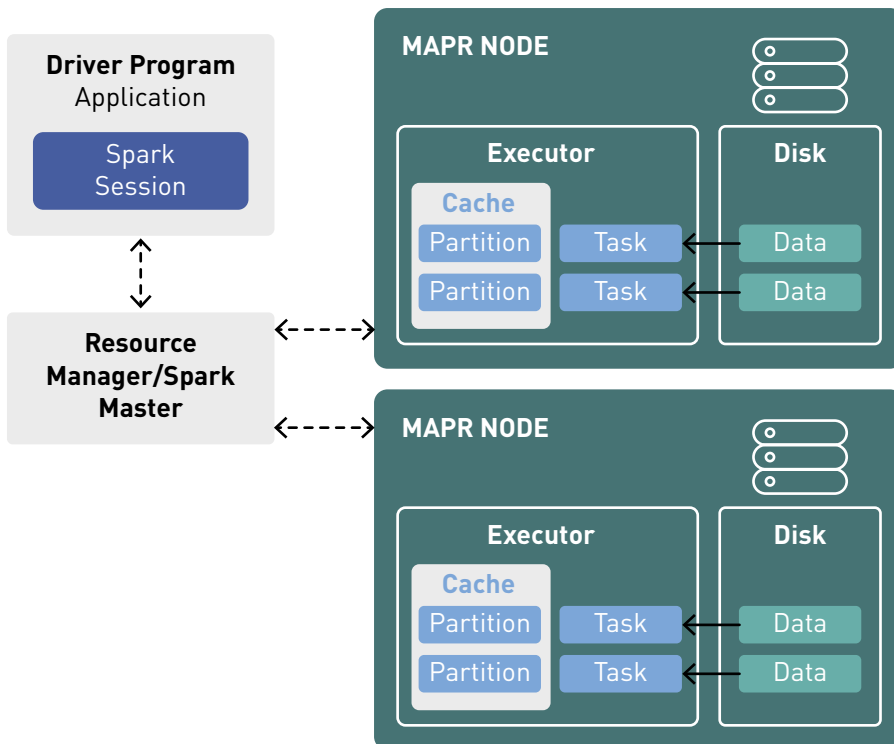 Driver Program
Application
Spark
Session
Resource
Manager/Spark
Master
MAPR NODE
Executor
Disk
Cache
Partition
Task
Data
Partition
Task
Data
MAPR NODE
Executor
Disk
Cache
Partition
Task
Data
Partition
Task
Data